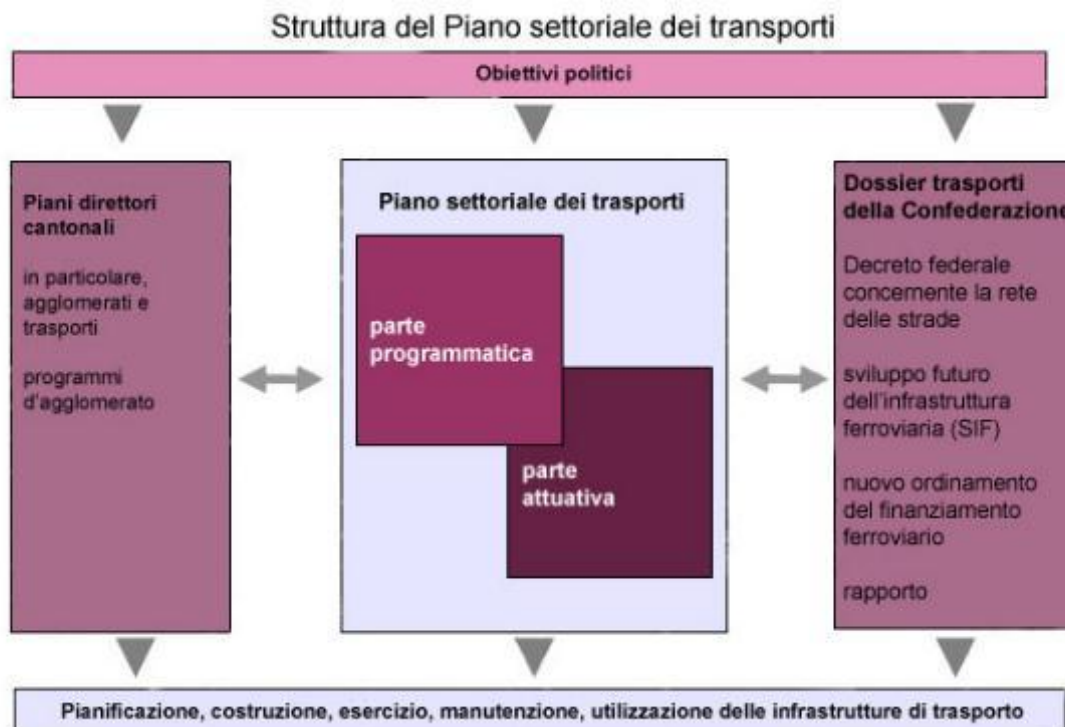 Struttura del Piano settoriale dei transporti
Obiettivi politici
Piani direttori
cantonali
in particolare,
agglomerati e
trasporti
programmi
d'agglomerato
Piano settoriale dei trasporti
parte
programmatica
parte
attuativa
Dossier trasporti
della Confederazione
Decreto federale
concernente la rete
delle strade
sviluppo futuro
dell'infrastruttura
ferroviaria (SIF)
nuovo ordinamento
del finanziamento
ferroviario
rapporto
Pianificazione, costruzione, esercizio, manutenzione, utilizzazione delle infrastrutture di trasporto